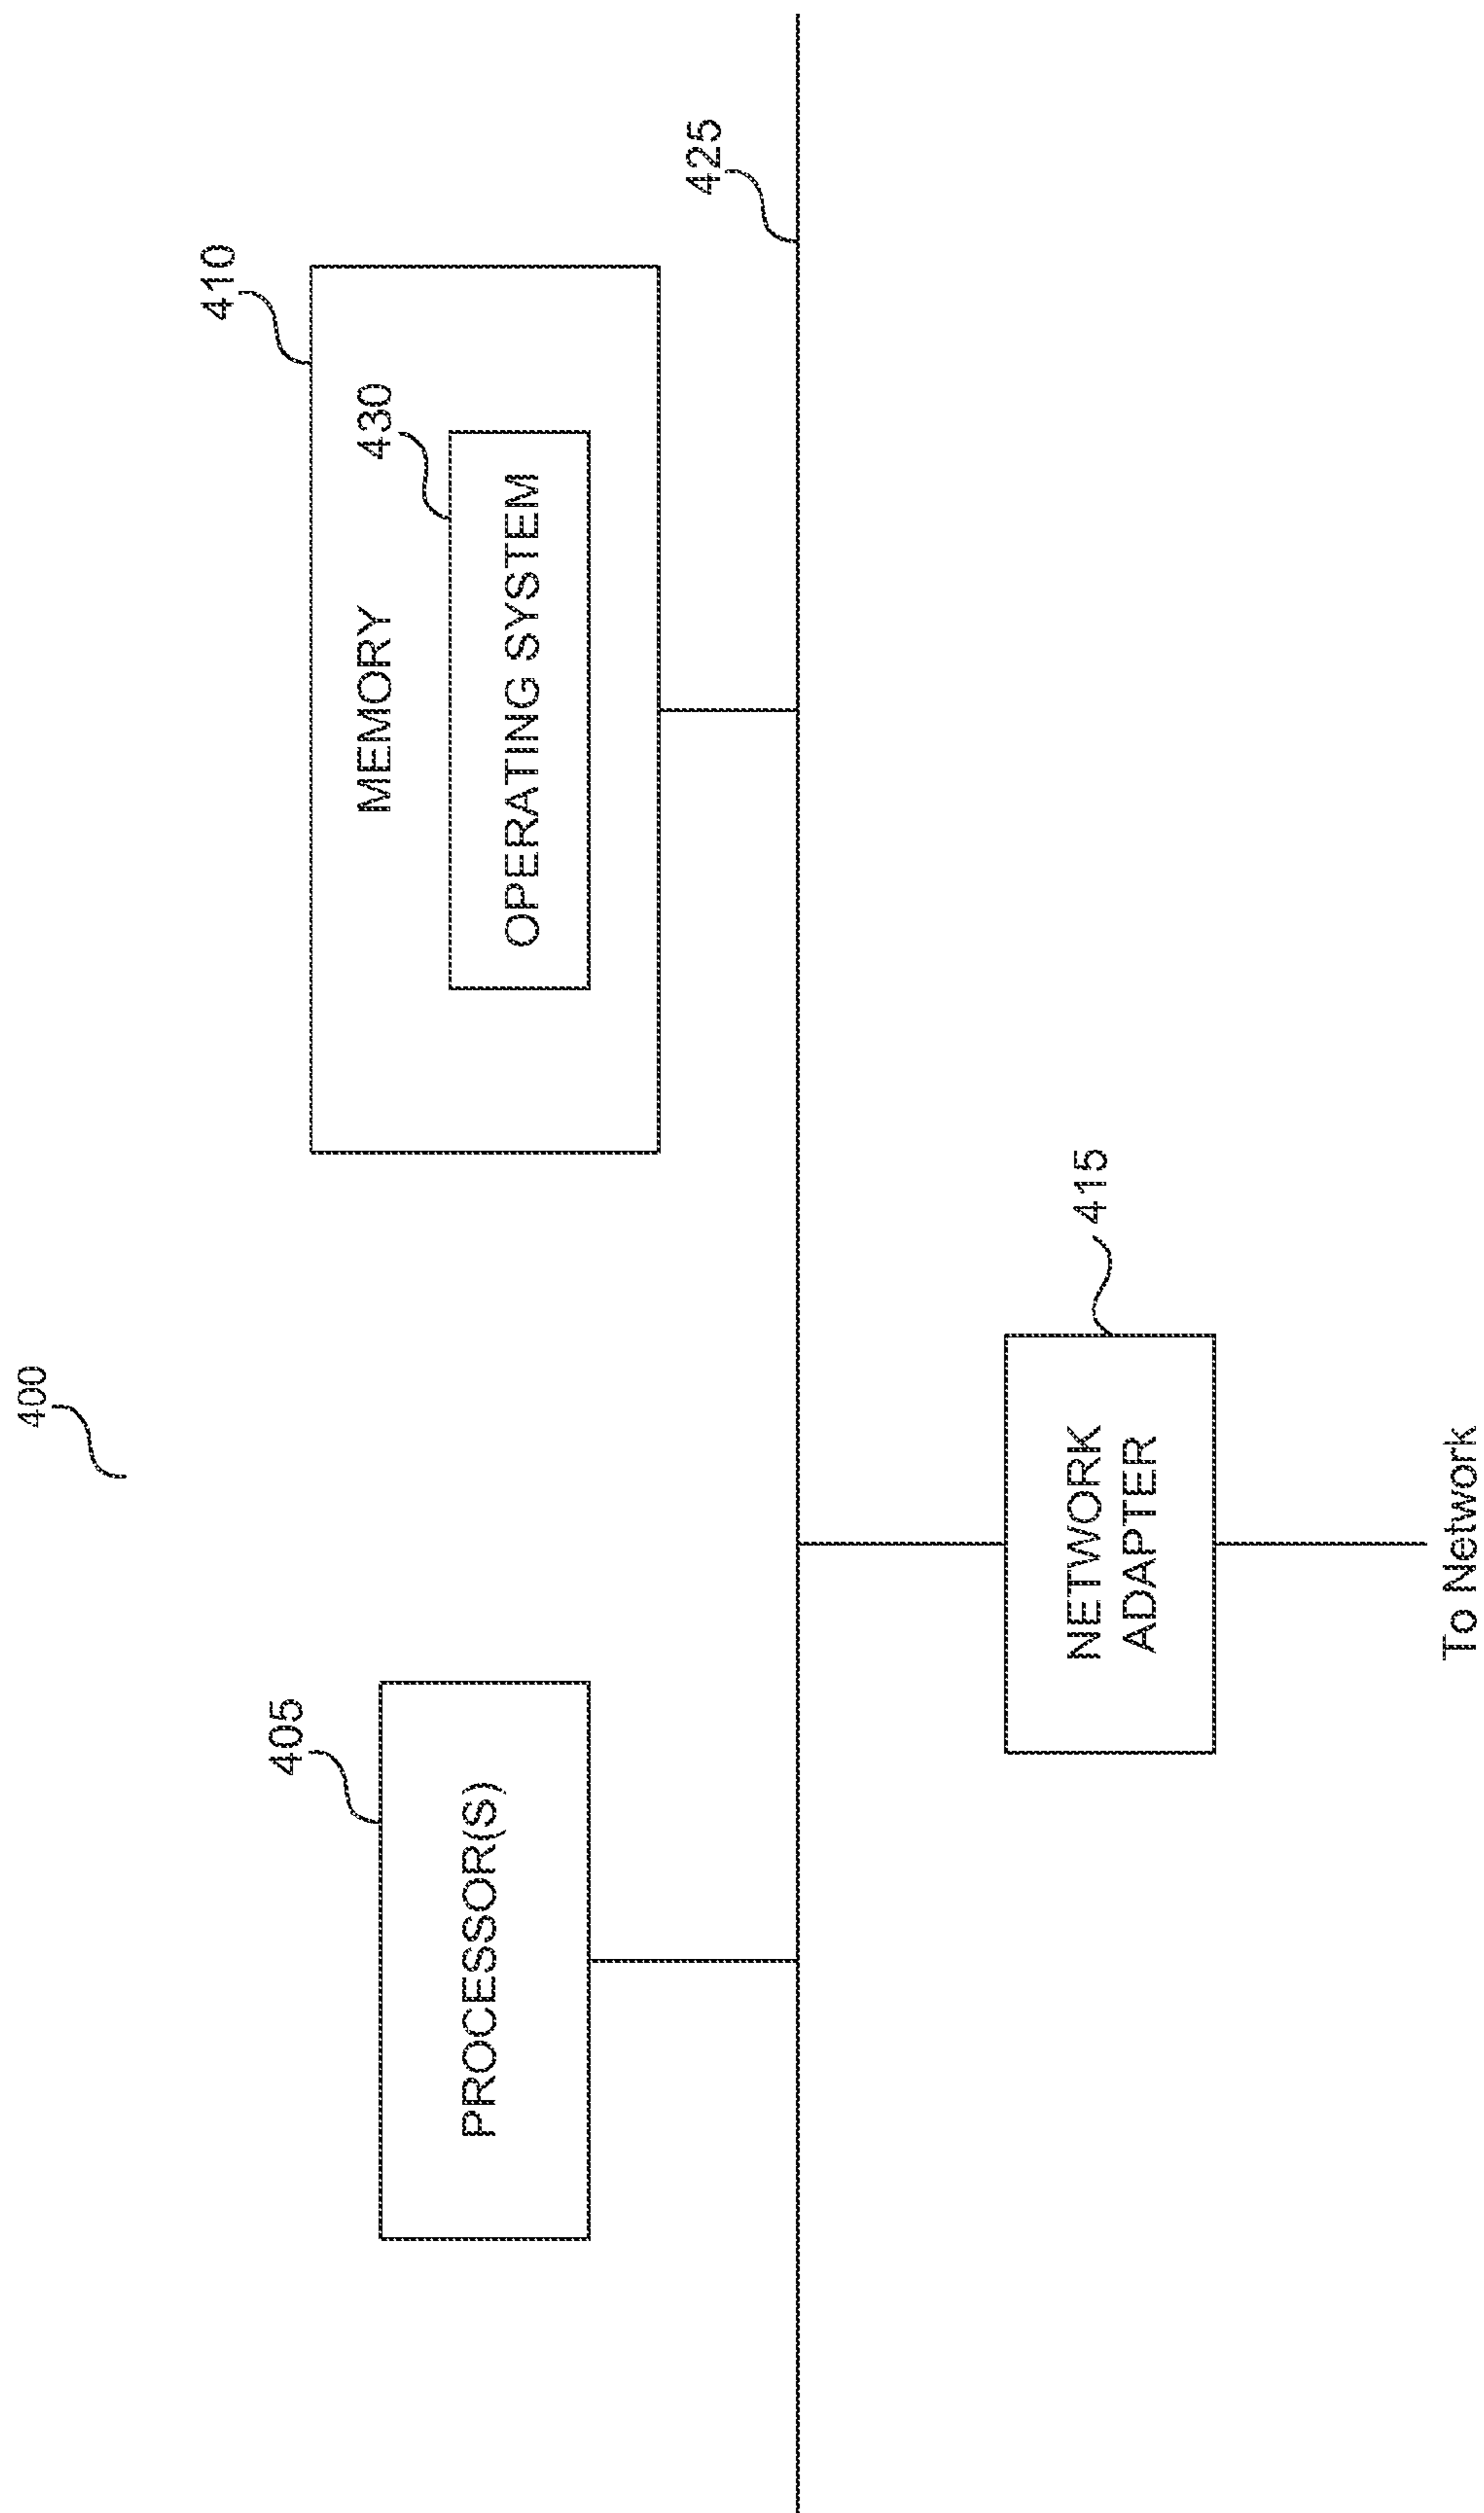 400
410
405
MEMORY
430
PROCESSOR(S)
OPERATING SYSTEM
425
NETWORK
ADAPTER
415
To Network